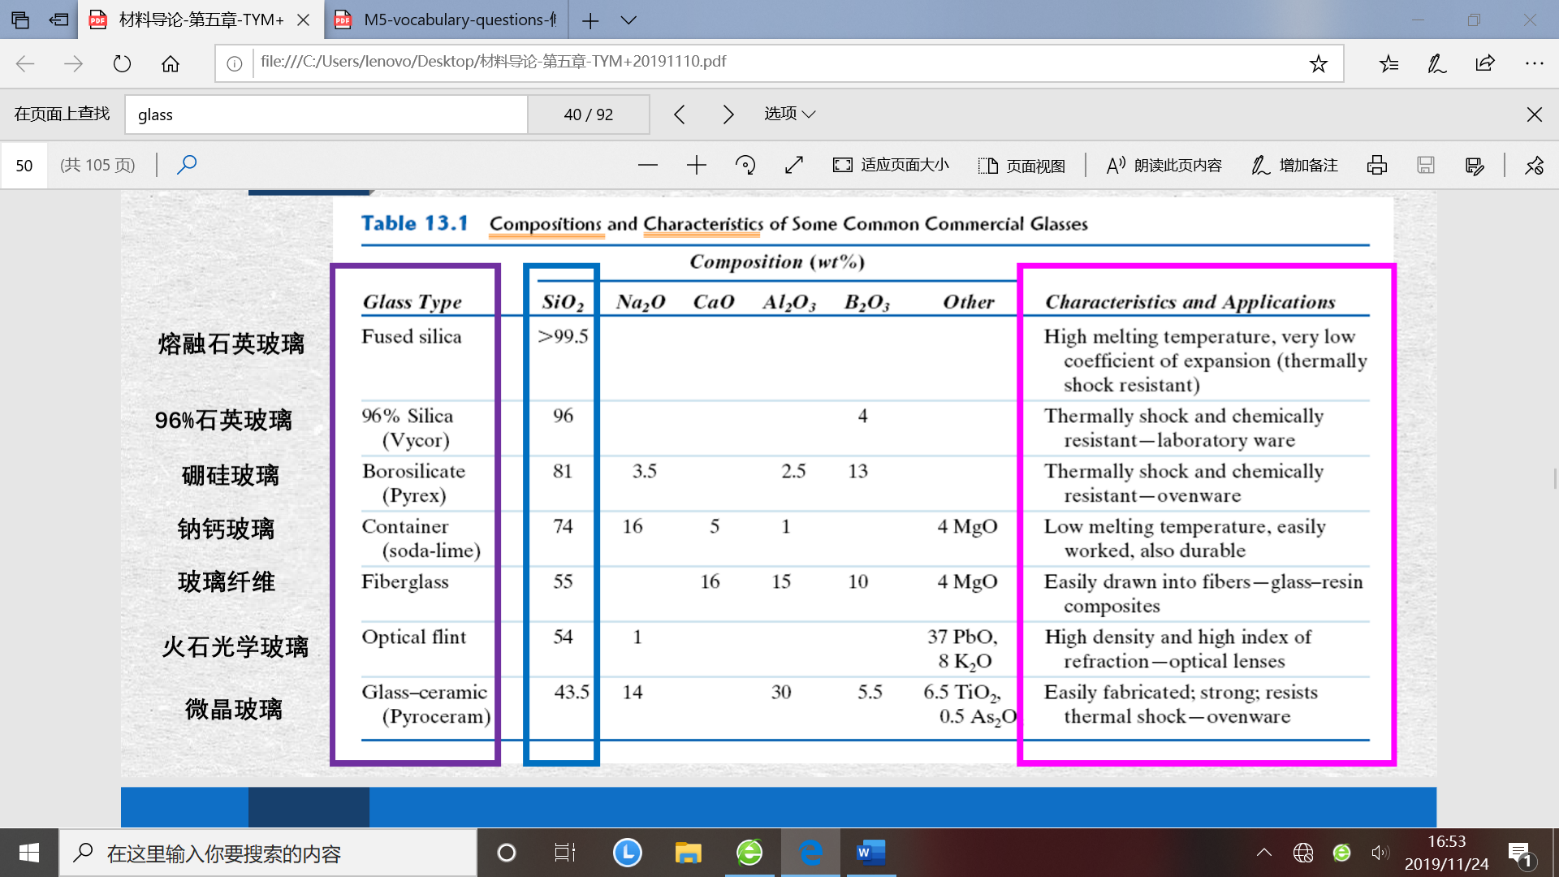 材料导论-第五章-TYM+
M5-vocabulary-questions-
file:///C:/Users/lenovo/Desktop/材料导论-第五章-TYM+20191110.pdf
在页面上查找 glass 40 / 92 选项
50 (共 105 页) 适应页面大小 页面视图 朗读此页内容 增加备注
Table 13.1 Compositions and Characteristics of Some Common Commercial Glasses
Composition (wt%)
Glass Type SiO₂ Na₂O CaO Al₂O₃ B₂O₃ Other Characteristics and Applications
熔融石英玻璃 Fused silica >99.5 High melting temperature, very low
coefficient of expansion (thermally
shock resistant)
96%石英玻璃 96% Silica 96 4 Thermally shock and chemically
(Vycor) resistant—laboratory ware
硼硅玻璃 Borosilicate 81 3.5 2.5 13 Thermally shock and chemically
(Pyrex) resistant—ovenware
钠钙玻璃 Container 74 16 5 1 4 MgO Low melting temperature, easily
(soda-lime) worked, also durable
玻璃纤维 Fiberglass 55 16 15 10 4 MgO Easily drawn into fibers—glass–resin
composites
火石光学玻璃 Optical flint 54 1 37 PbO, High density and high index of
8 K₂O refraction—optical lenses
微晶玻璃 Glass–ceramic 43.5 14 30 5.5 6.5 TiO₂, Easily fabricated; strong; resists
(Pyroceram) 0.5 As₂O thermal shock—ovenware
在这里输入你要搜索的内容
16:53
2019/11/24
1